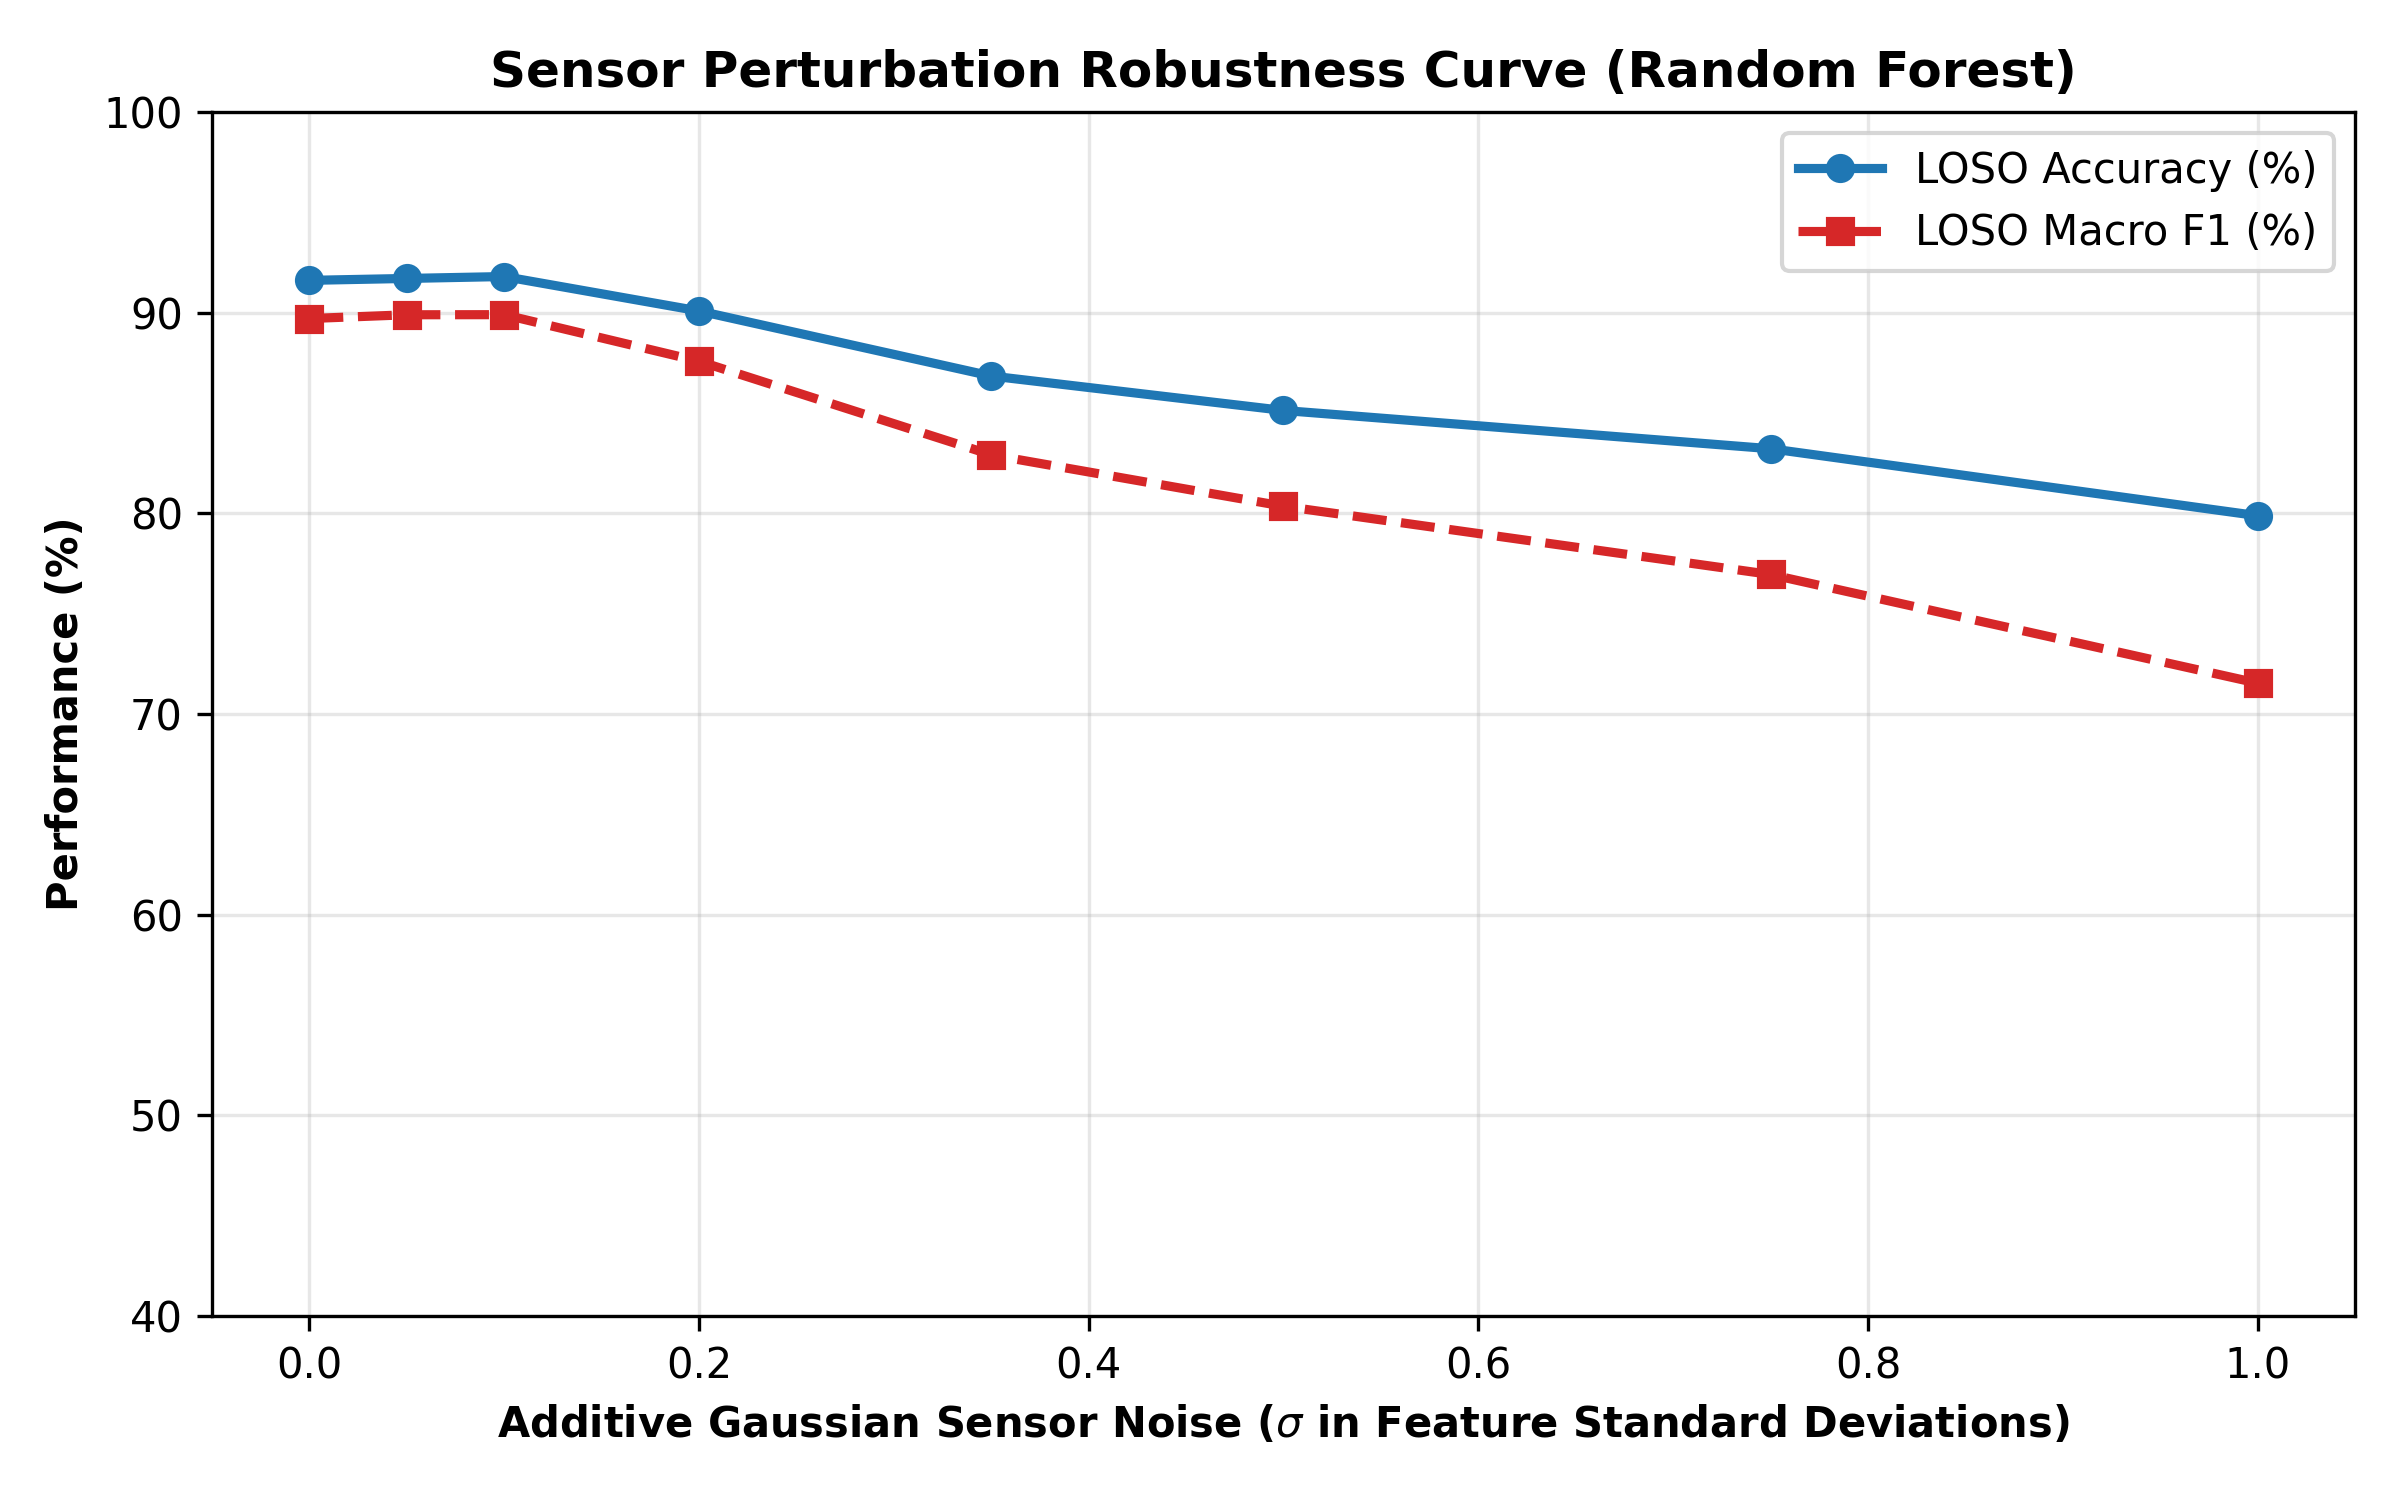 Sensor Perturbation Robustness Curve (Random Forest)
LOSO Accuracy (%)
LOSO Macro F1 (%)
Performance (%)
100
90
80
70
60
50
40
0.0 0.2 0.4 0.6 0.8 1.0
Additive Gaussian Sensor Noise (σ in Feature Standard Deviations)